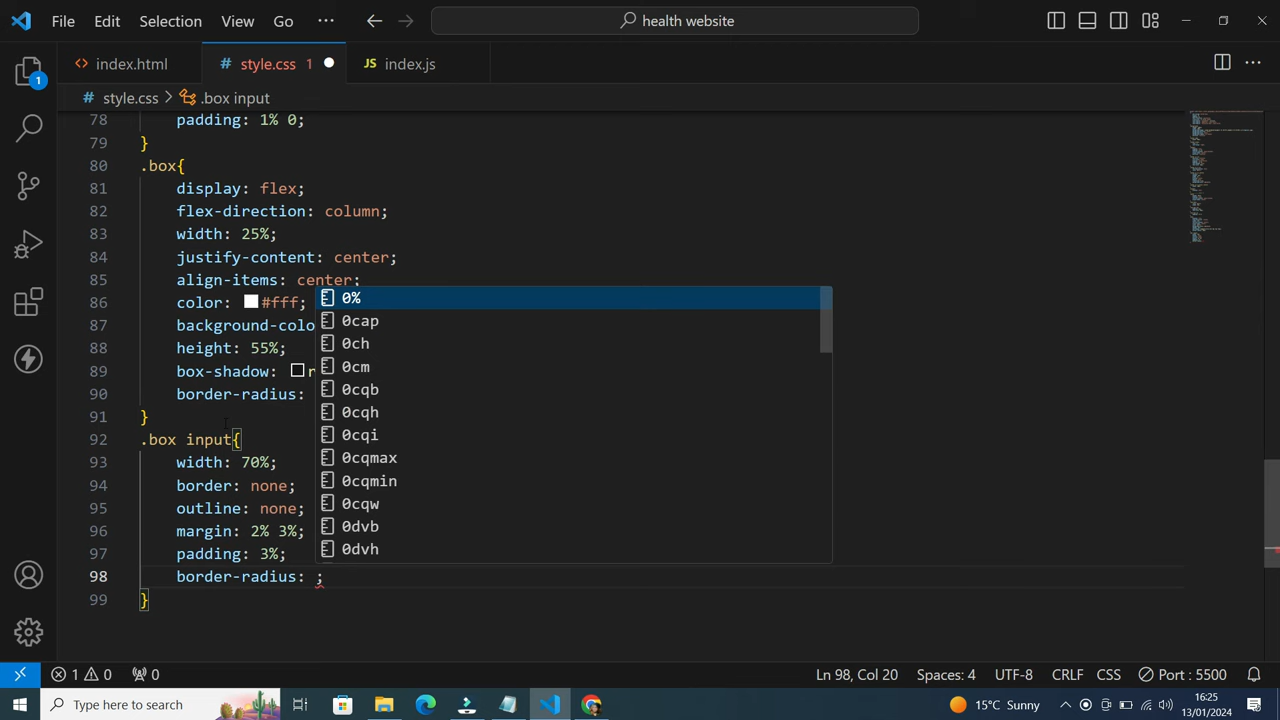 File Edit Selection View Go ··· health website
index.html # style.css 1 JS index.js
# style.css > .box input
78 padding: 1% 0;
79 }
80 .box{
81 display: flex;
82 flex-direction: column;
83 width: 25%;
84 justify-content: center;
85 align-items: center;
86 color: #fff;
87 background-colo
88 height: 55%;
89 box-shadow: r
90 border-radius:
91 }
92 .box input{
93 width: 70%;
94 border: none;
95 outline: none;
96 margin: 2% 3%;
97 padding: 3%;
98 border-radius: ;
99 }
0%
0cap
0ch
0cm
0cqb
0cqh
0cqi
0cqmax
0cqmin
0cqw
0dvb
0dvh
1
1 0 0 Ln 98, Col 20 Spaces: 4 UTF-8 CRLF CSS Port : 5500
Type here to search 15°C Sunny 16:25
13/01/2024